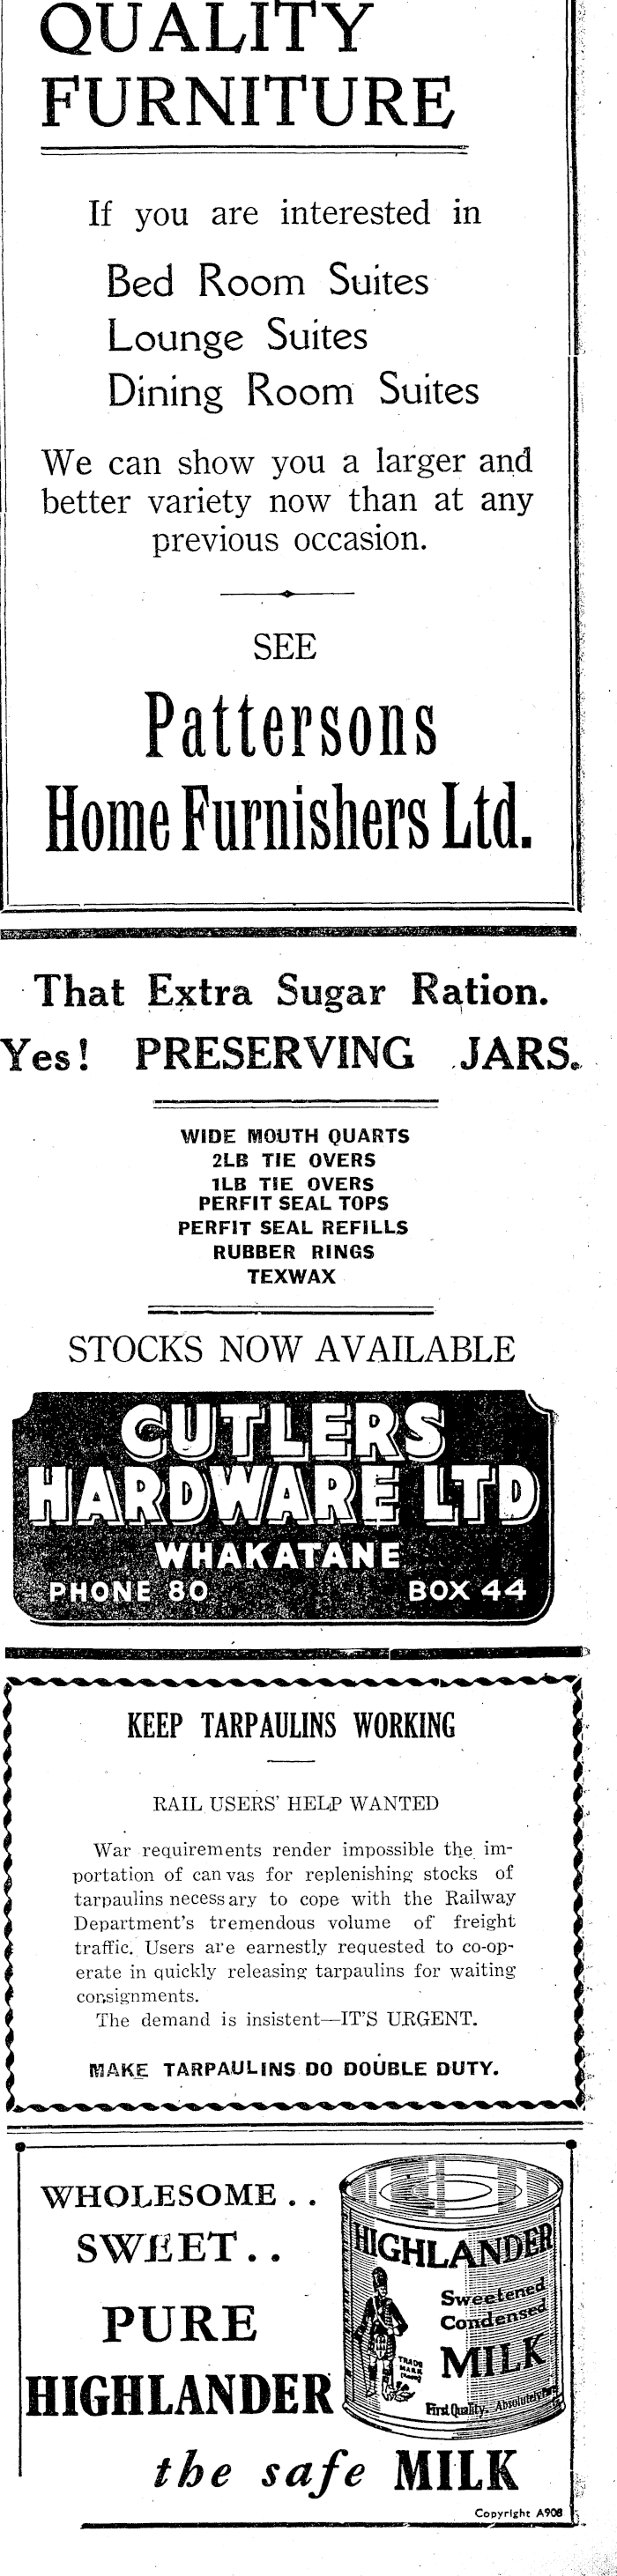 QUALITY
FURNITURE
If you are interested in
Bed Room Suites
Lounge Suites
Dining Room Suites
We can show you a larger and
better variety now than at any
previous occasion.
SEE
Pattersons
Home Furnishers Ltd.
That Extra Sugar Ration.
Yes! PRESERVING JARS.
WIDE MOUTH QUARTS
2LB TIE OVERS
1LB TIE OVERS
PERFIT SEAL TOPS
PERFIT SEAL REFILLS
RUBBER RINGS
TEXWAX
STOCKS NOW AVAILABLE
CUTLERS
HARDWARE LTD
WHAKATANE
PHONE 80 BOX 44
KEEP TARPAULINS WORKING
RAIL USERS' HELP WANTED
War requirements render impossible the im-
portation of canvas for replenishing stocks of
tarpaulins necessary to cope with the Railway
Department's tremendous volume of freight
traffic. Users are earnestly requested to co-op-
erate in quickly releasing tarpaulins for waiting
consignments.
The demand is insistent—IT'S URGENT.
MAKE TARPAULINS DO DOUBLE DUTY.
WHOLESOME . .
SWEET . .
PURE
HIGHLANDER
HIGHLANDER
Sweetened
Condensed
MILK
TRADE
MARK
First Quality. Absolutely Pure
the safe MILK
Copyright A908